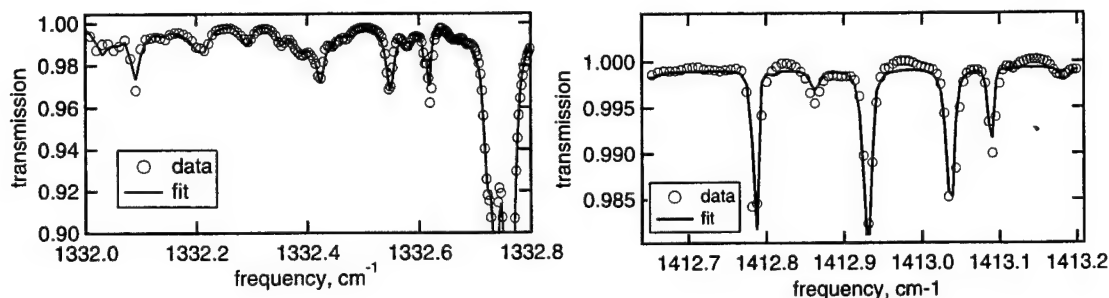 transmission
1.00
0.98
0.96
0.94
0.92
0.90
data
fit
1332.0
1332.2
1332.4
1332.6
1332.8
frequency, cm-1
transmission
1.000
0.995
0.990
0.985
data
fit
1412.7
1412.8
1412.9
1413.0
1413.1
1413.2
frequency, cm-1